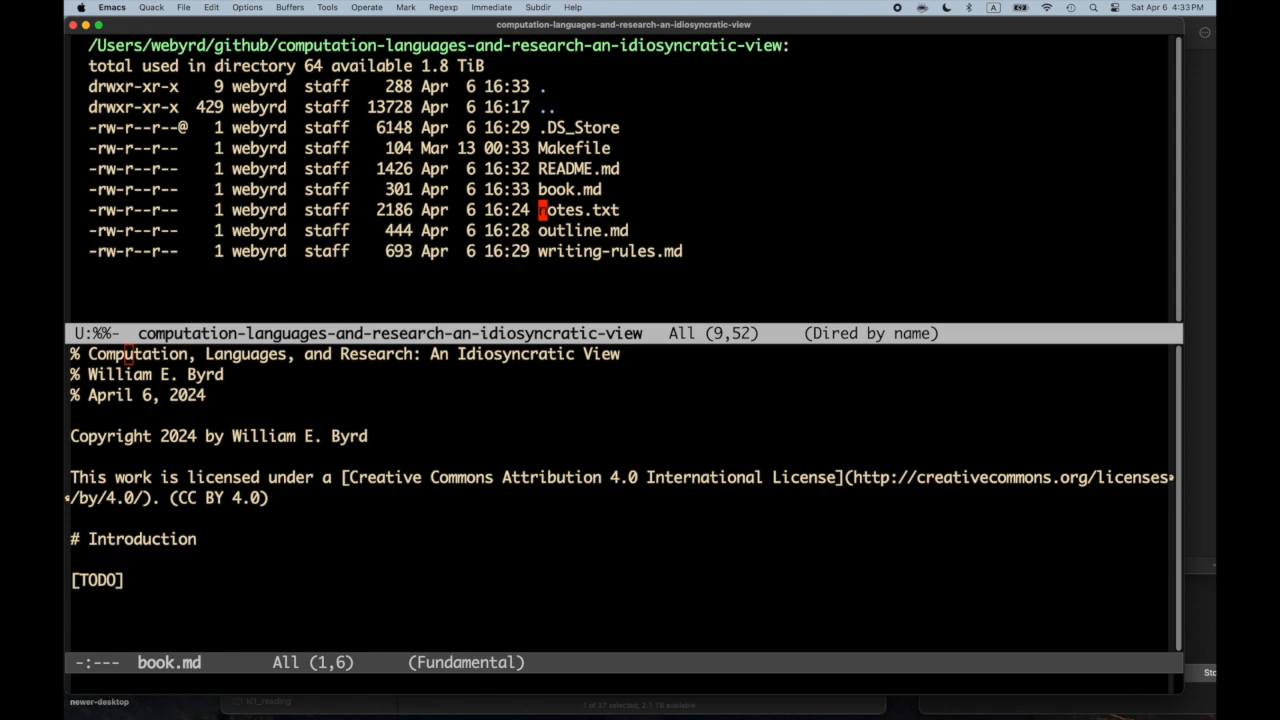 Emacs Quack File Edit Options Buffers Tools Operate Mark Regexp Immediate Subdir Help A Sat Apr 6 4:33 PM
computation-languages-and-research-an-idiosyncratic-view
/Users/webyrd/github/computation-languages-and-research-an-idiosyncratic-view:
total used in directory 64 available 1.8 TiB
drwxr-xr-x 9 webyrd staff 288 Apr 6 16:33 .
drwxr-xr-x 429 webyrd staff 13728 Apr 6 16:17 ..
-rw-r--r--@ 1 webyrd staff 6148 Apr 6 16:29 .DS_Store
-rw-r--r-- 1 webyrd staff 104 Mar 13 00:33 Makefile
-rw-r--r-- 1 webyrd staff 1426 Apr 6 16:32 README.md
-rw-r--r-- 1 webyrd staff 301 Apr 6 16:33 book.md
-rw-r--r-- 1 webyrd staff 2186 Apr 6 16:24 notes.txt
-rw-r--r-- 1 webyrd staff 444 Apr 6 16:28 outline.md
-rw-r--r-- 1 webyrd staff 693 Apr 6 16:29 writing-rules.md
U:%%- computation-languages-and-research-an-idiosyncratic-view All (9,52) (Dired by name)
% Computation, Languages, and Research: An Idiosyncratic View
% William E. Byrd
% April 6, 2024
Copyright 2024 by William E. Byrd
This work is licensed under a [Creative Commons Attribution 4.0 International License](http://creativecommons.org/licenses
/by/4.0/). (CC BY 4.0)
# Introduction
[TODO]
-:--- book.md All (1,6) (Fundamental)
newer-desktop
1 of 37 selected, 2.1 TB available